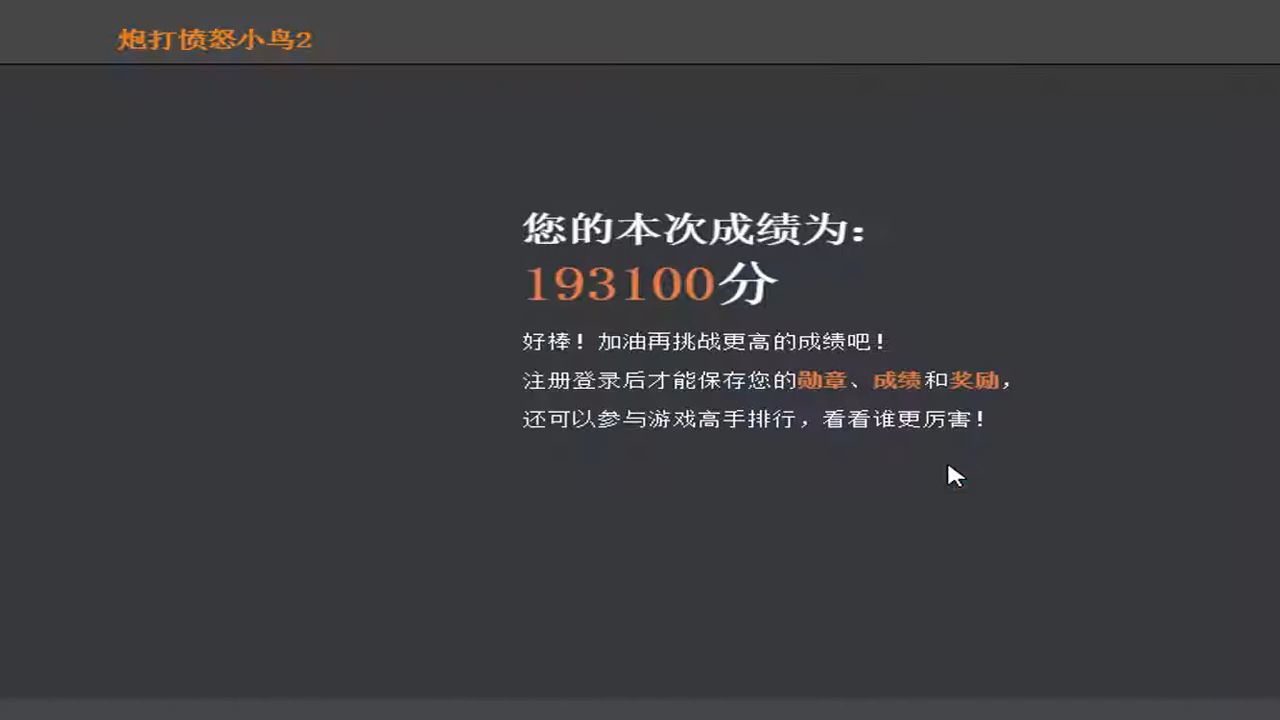 炮打愤怒小鸟2
您的本次成绩为：
193100分
好棒！加油再挑战更高的成绩吧！
注册登录后才能保存您的勋章、成绩和奖励，
还可以参与游戏高手排行，看看谁更厉害！